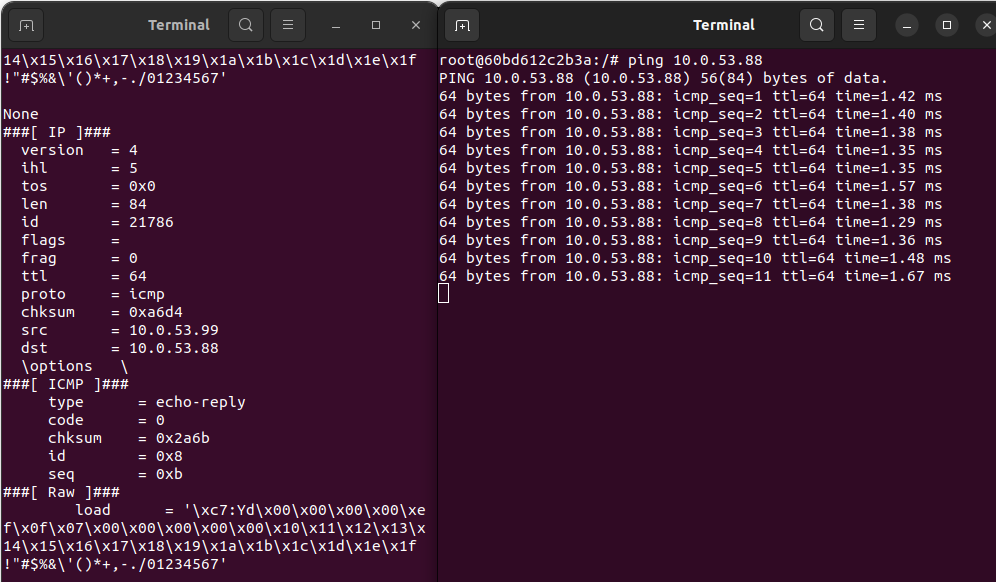 Terminal
14\x15\x16\x17\x18\x19\x1a\x1b\x1c\x1d\x1e\x1f
!"#$%&\'()*+,-./01234567'
None
###[ IP ]###
  version   = 4
  ihl       = 5
  tos       = 0x0
  len       = 84
  id        = 21786
  flags     =
  frag      = 0
  ttl       = 64
  proto     = icmp
  chksum    = 0xa6d4
  src       = 10.0.53.99
  dst       = 10.0.53.88
  \options   \
###[ ICMP ]###
     type      = echo-reply
     code      = 0
     chksum    = 0x2a6b
     id        = 0x8
     seq       = 0xb
###[ Raw ]###
        load      = '\xc7:Yd\x00\x00\x00\x00\xe
f\x0f\x07\x00\x00\x00\x00\x00\x10\x11\x12\x13\x
14\x15\x16\x17\x18\x19\x1a\x1b\x1c\x1d\x1e\x1f
!"#$%&\'()*+,-./01234567'
Terminal
root@60bd612c2b3a:/# ping 10.0.53.88
PING 10.0.53.88 (10.0.53.88) 56(84) bytes of data.
64 bytes from 10.0.53.88: icmp_seq=1 ttl=64 time=1.42 ms
64 bytes from 10.0.53.88: icmp_seq=2 ttl=64 time=1.40 ms
64 bytes from 10.0.53.88: icmp_seq=3 ttl=64 time=1.38 ms
64 bytes from 10.0.53.88: icmp_seq=4 ttl=64 time=1.35 ms
64 bytes from 10.0.53.88: icmp_seq=5 ttl=64 time=1.35 ms
64 bytes from 10.0.53.88: icmp_seq=6 ttl=64 time=1.57 ms
64 bytes from 10.0.53.88: icmp_seq=7 ttl=64 time=1.38 ms
64 bytes from 10.0.53.88: icmp_seq=8 ttl=64 time=1.29 ms
64 bytes from 10.0.53.88: icmp_seq=9 ttl=64 time=1.36 ms
64 bytes from 10.0.53.88: icmp_seq=10 ttl=64 time=1.48 ms
64 bytes from 10.0.53.88: icmp_seq=11 ttl=64 time=1.67 ms